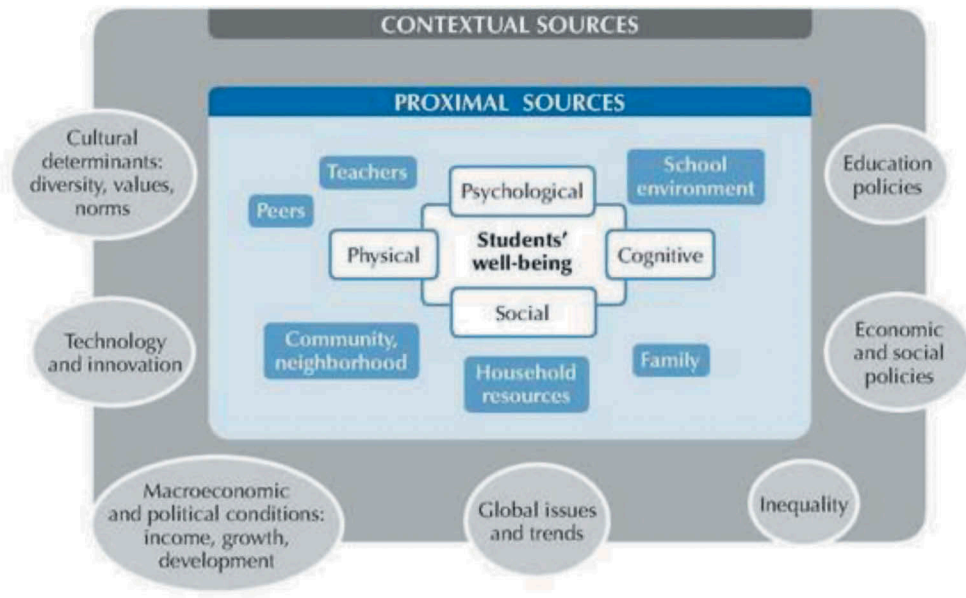 CONTEXTUAL SOURCES
PROXIMAL SOURCES
Cultural
determinants:
diversity, values,
norms
Teachers
Peers
Psychological
School
environment
Education
policies
Physical
Students'
well-being
Cognitive
Social
Technology
and innovation
Community,
neighborhood
Household
resources
Family
Economic
and social
policies
Macroeconomic
and political conditions:
income, growth,
development
Global issues
and trends
Inequality